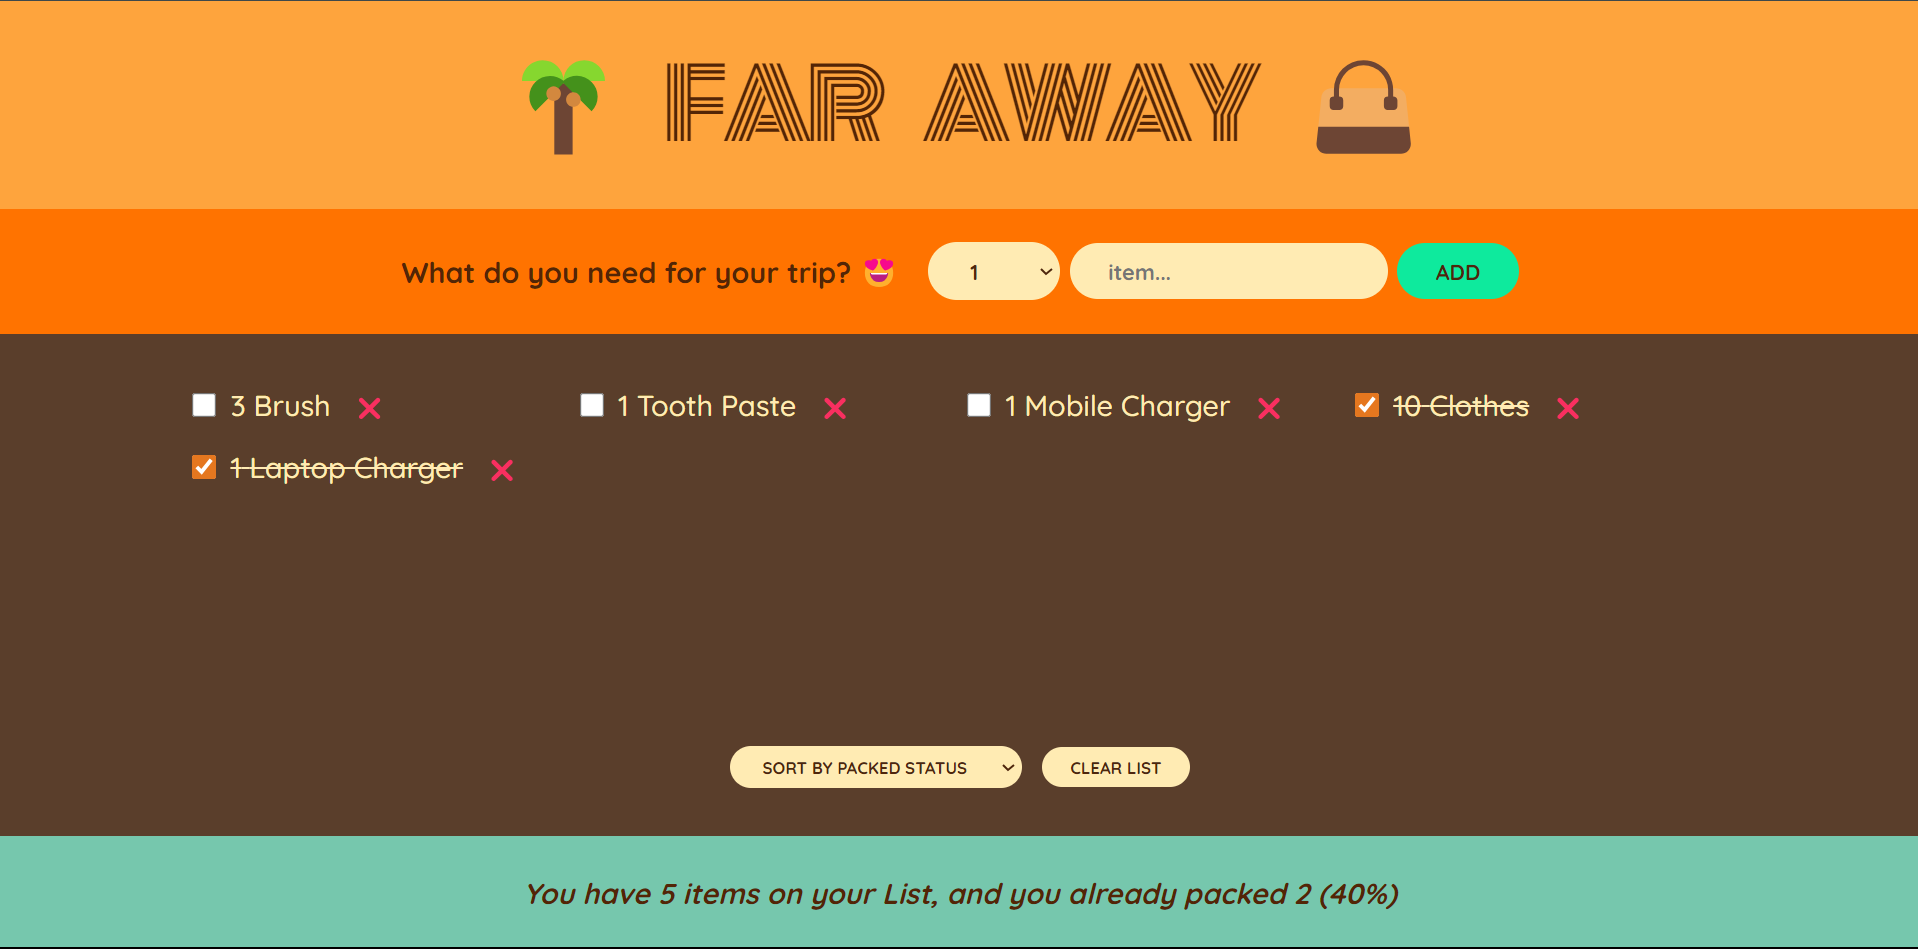 FAR AWAY
What do you need for your trip? 😍 1 item... ADD
3 Brush ❌ 1 Tooth Paste ❌ 1 Mobile Charger ❌ 10 Clothes ❌
1 Laptop Charger ❌
SORT BY PACKED STATUS CLEAR LIST
You have 5 items on your List, and you already packed 2 (40%)